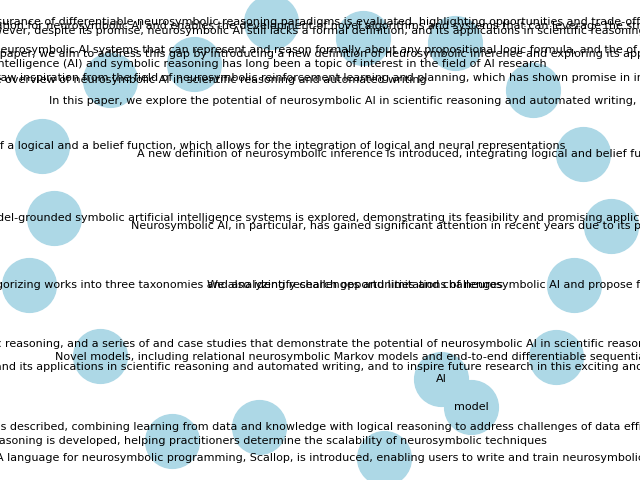 surance of differentiable neurosymbolic reasoning paradigms is evaluated, highlighting opportunities and trade-off
wever, despite its promise, neurosymbolic AI still lacks a formal definition, and its applications in scientific reasoning
eurosymbolic AI systems that can represent and reason formally about any propositional logic formula, and the of
paper, we aim to address this gap by introducing a new definition of neurosymbolic inference and exploring its app
ntelligence (AI) and symbolic reasoning has long been a topic of interest in the field of AI research
aw inspiration from the field of neurosymbolic reinforcement learning and planning, which has shown promise in in
overview of neurosymbolic AI in scientific reasoning and automated writing
In this paper, we explore the potential of neurosymbolic AI in scientific reasoning and automated writing,
f a logical and a belief function, which allows for the integration of logical and neural representations
A new definition of neurosymbolic inference is introduced, integrating logical and belief fu
del-grounded symbolic artificial intelligence systems is explored, demonstrating its feasibility and promising applic
Neurosymbolic AI, in particular, has gained significant attention in recent years due to its p
gorizing works into three taxonomies and analyzing research opportunities and challenges
We also identify challenges and limitations of neurosymbolic AI and propose f
t reasoning, and a series of and case studies that demonstrate the potential of neurosymbolic AI in scientific reason
Novel models, including relational neurosymbolic Markov models and end-to-end differentiable sequentia
and its applications in scientific reasoning and automated writing, and to inspire future research in this exciting and
AI
model
s described, combining learning from data and knowledge with logical reasoning to address challenges of data effi
easoning is developed, helping practitioners determine the scalability of neurosymbolic techniques
A language for neurosymbolic programming, Scallop, is introduced, enabling users to write and train neurosymbolic